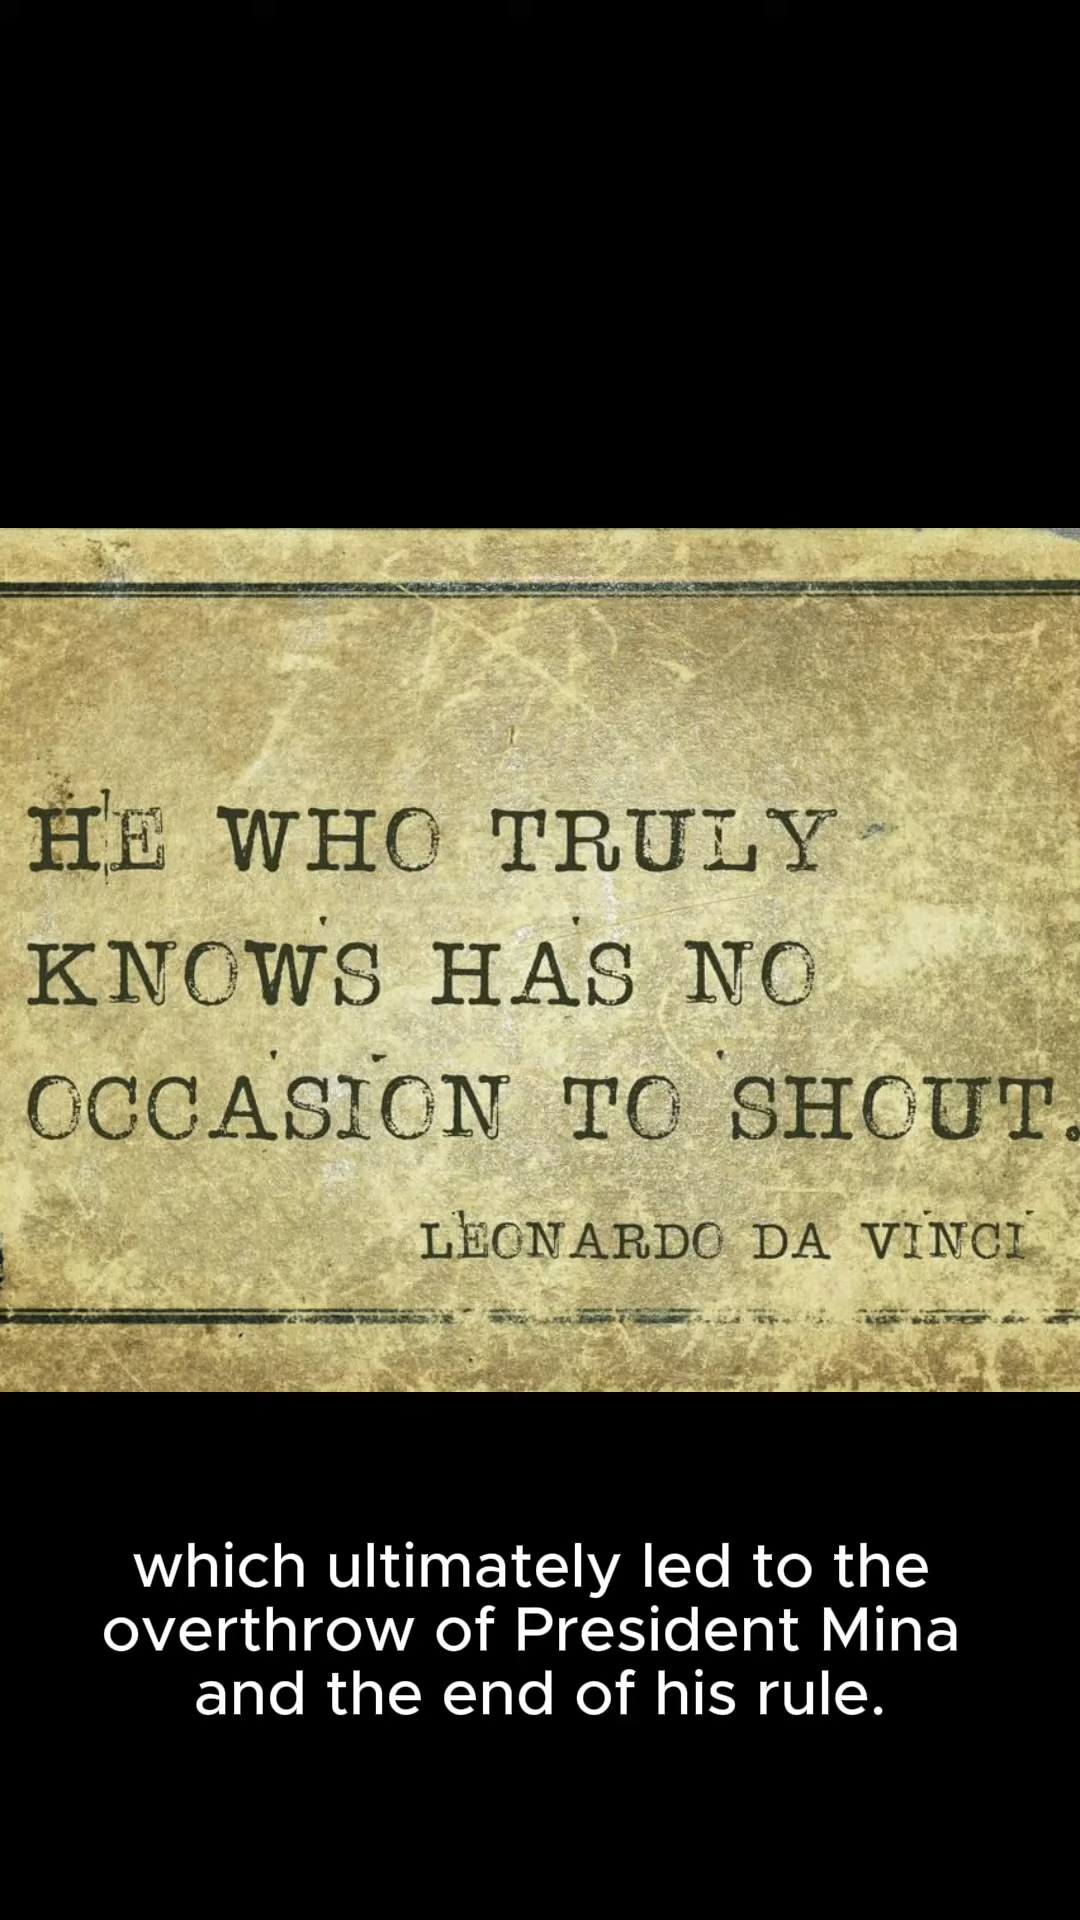 HE WHO TRULY
KNOWS HAS NO
OCCASION TO SHOUT.
LEONARDO DA VINCI
which ultimately led to the
overthrow of President Mina
and the end of his rule.